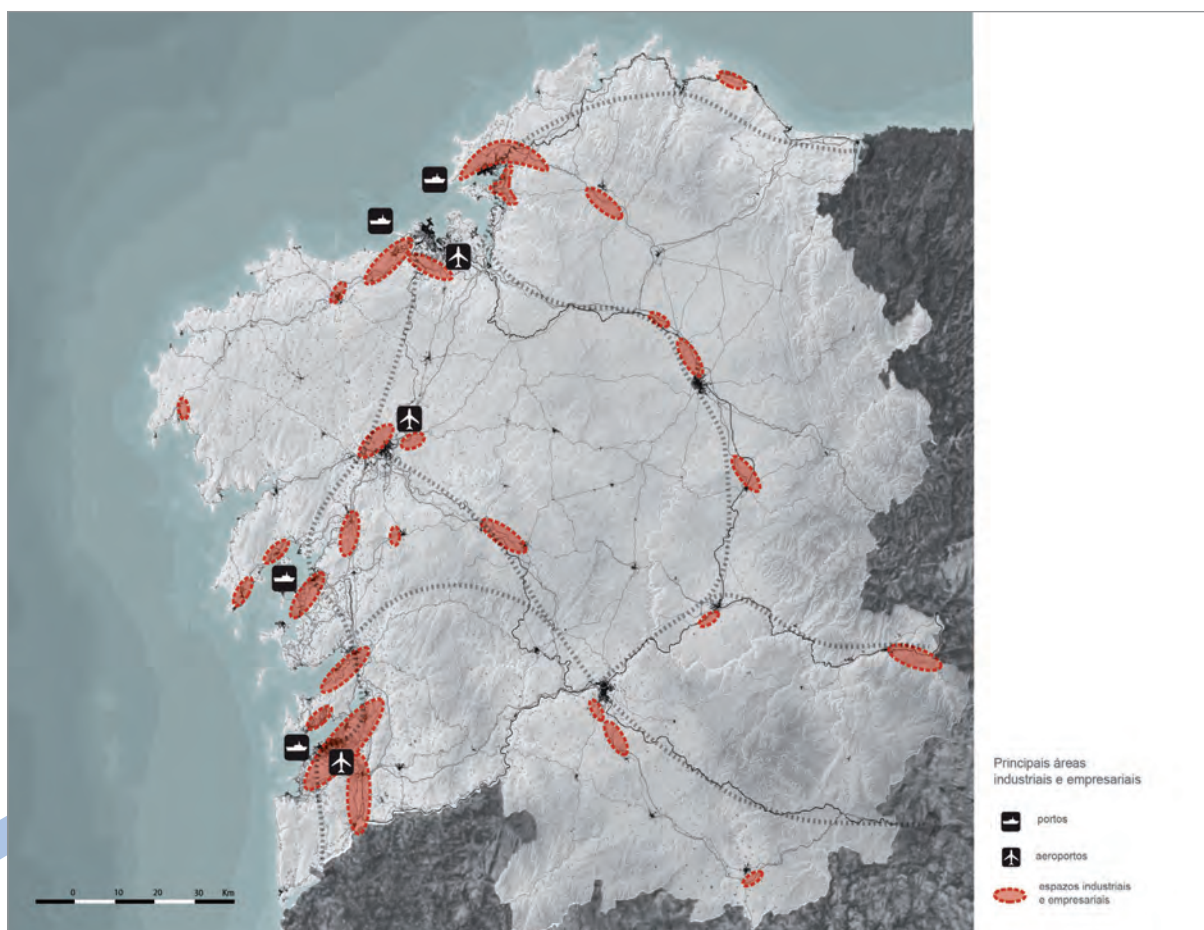 Principais áreas
industriais e empresariais
portos
aeroportos
espazos industriais
e empresariais
0 10 20 30 Km